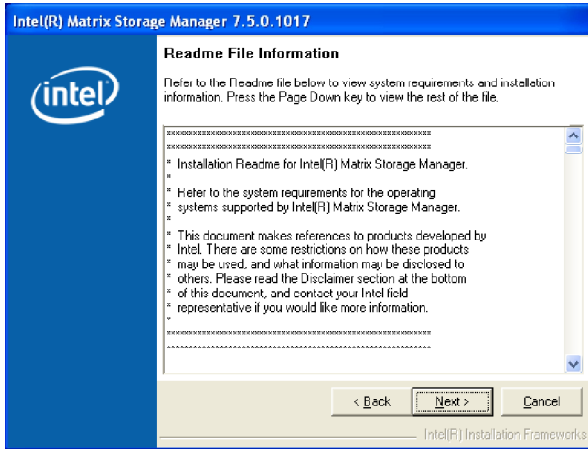 Intel(R) Matrix Storage Manager 7.5.0.1017
intel
Readme File Information
Refer to the Readme file below to view system requirements and installation
information. Press the Page Down key to view the rest of the file.
****************************************************************
****************************************************************
* Installation Readme for Intel(R) Matrix Storage Manager.
*
* Refer to the system requirements for the operating
* systems supported by Intel(R) Matrix Storage Manager.
*
* This document makes references to products developed by
* Intel. There are some restrictions on how these products
* may be used, and what information may be disclosed to
* others. Please read the Disclaimer section at the bottom
* of this document, and contact your Intel field
* representative if you would like more information.
*
****************************************************************
****************************************************************
< Back
Next >
Cancel
Intel(R) Installation Frameworks